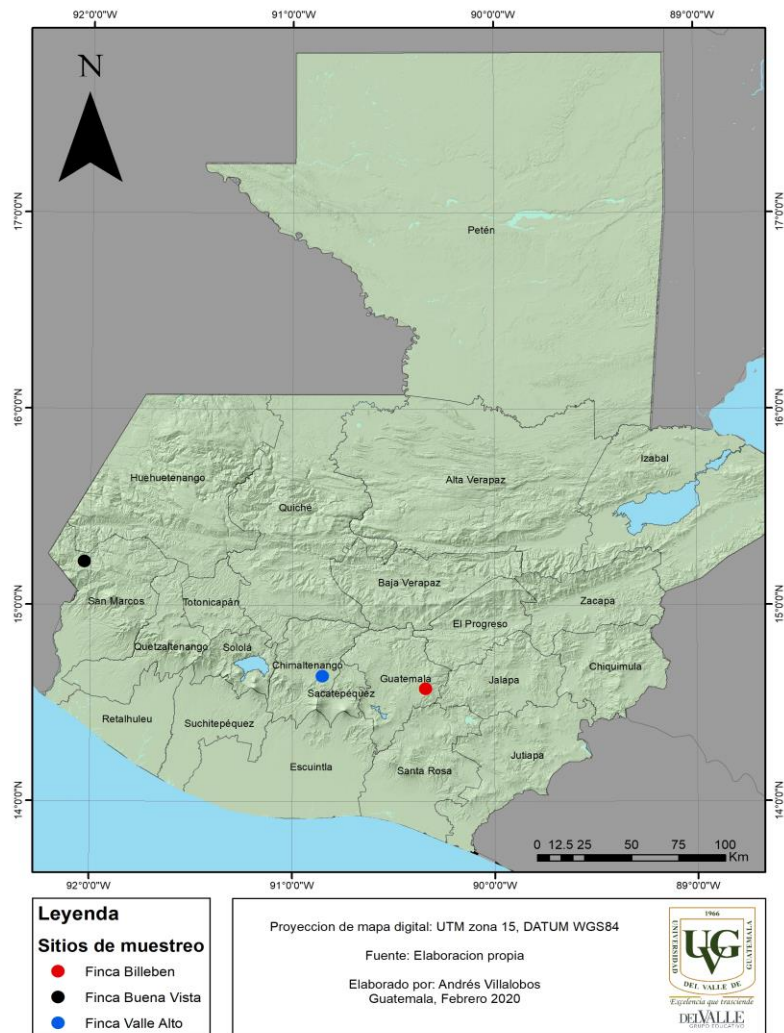 92°0'0"W 91°0'0"W 90°0'0"W 89°0'0"W
N
17°0'0"N 17°0'0"N
Petén
16°0'0"N 16°0'0"N
Izabal
Huehuetenango
Alta Verapaz
Quiché
Baja Verapaz
San Marcos
Totonicapán
Zacapa
15°0'0"N 15°0'0"N
El Progreso
Quetzaltenango
Sololá
Chimaltenango
Guatemala
Jalapa
Chiquimula
Sacatepéquez
Retalhuleu
Suchitepéquez
Escuintla
Santa Rosa
Jutiapa
14°0'0"N 14°0'0"N
0 12.5 25 50 75 100
Km
92°0'0"W 91°0'0"W 90°0'0"W 89°0'0"W
Leyenda
Sitios de muestreo
Finca Billeben
Finca Buena Vista
Finca Valle Alto
Proyeccion de mapa digital: UTM zona 15, DATUM WGS84
Fuente: Elaboracion propia
Elaborado por: Andrés Villalobos
Guatemala, Febrero 2020
1966
UNIVERSIDAD
DEL VALLE DE
GUATEMALA
UVG
Excelencia que trasciende
DELVALLE
GRUPO EDUCATIVO